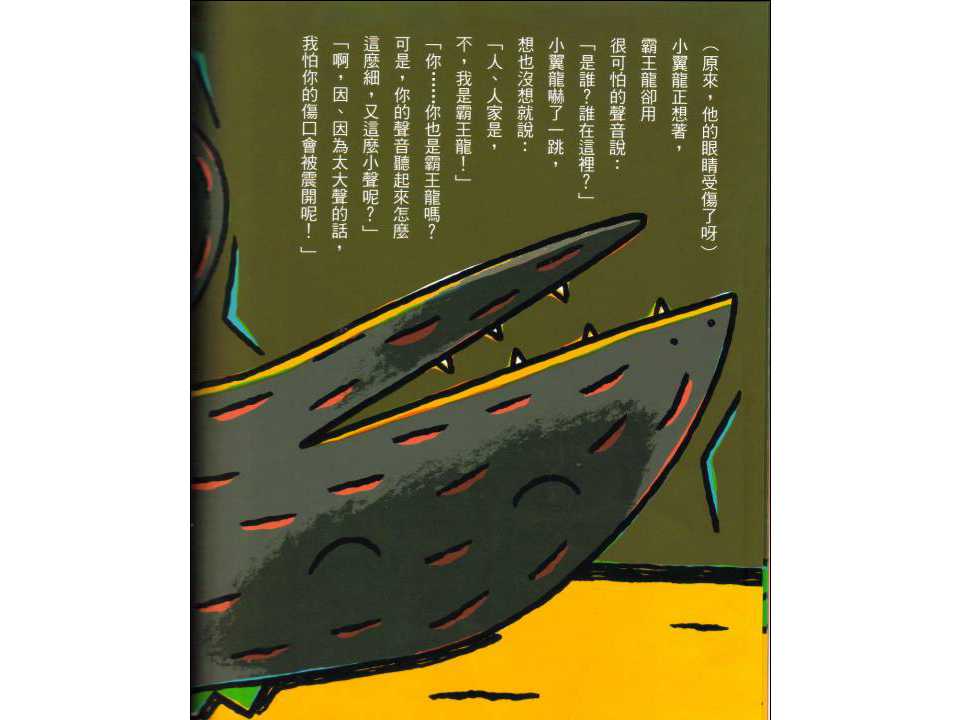 （原來，他的眼睛受傷了呀）
小翼龍正想著，
霸王龍卻用
很可怕的聲音說：
「是誰？誰在這裡？」
小翼龍嚇了一跳，
想也沒想就說：
「人、人家是，
不，我是霸王龍！」
「你……你也是霸王龍嗎？
可是，你的聲音聽起來怎麼
這麼細，又這麼小聲呢？」
「啊，因、因為太大聲的話，
我怕你的傷口會被震開呢！」